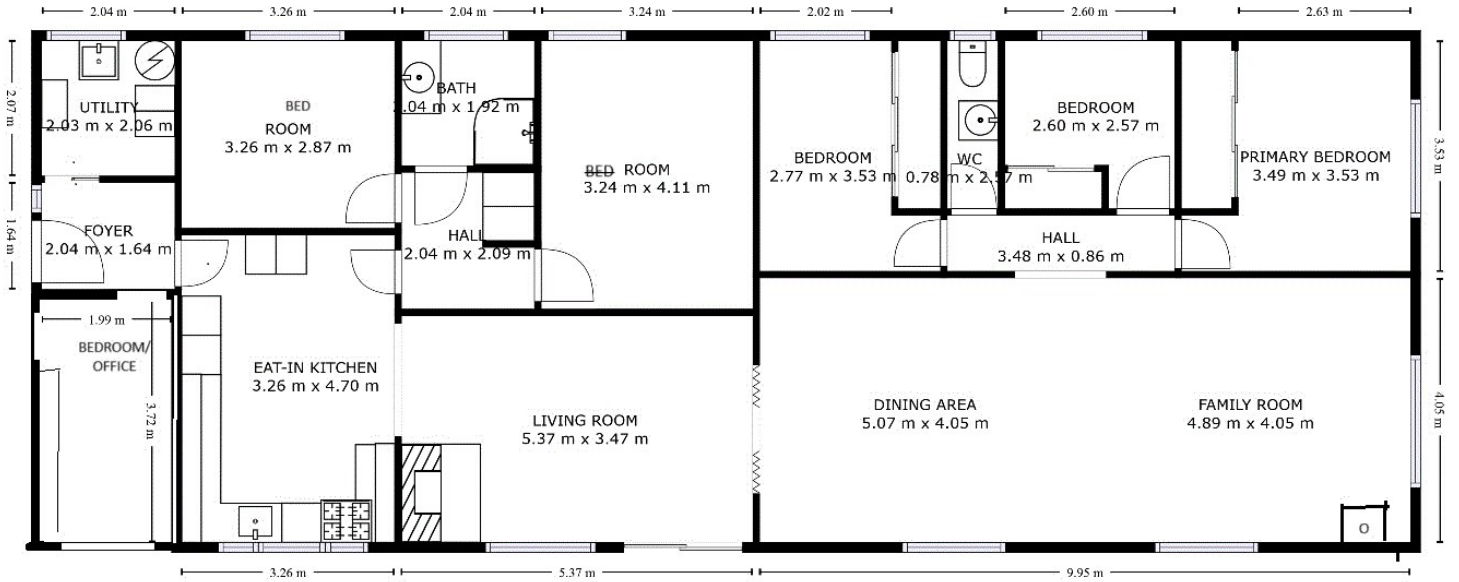 2.04 m
3.26 m
2.04 m
3.24 m
2.02 m
2.60 m
2.63 m
2.07 m
1.64 m
UTILITY
2.03 m x 2.06 m
BED
ROOM
3.26 m x 2.87 m
BATH
2.04 m x 1.92 m
BED ROOM
3.24 m x 4.11 m
BEDROOM
2.77 m x 3.53 m
WC
0.78 m x 2.57 m
BEDROOM
2.60 m x 2.57 m
PRIMARY BEDROOM
3.49 m x 3.53 m
3.53 m
FOYER
2.04 m x 1.64 m
HALL
2.04 m x 2.09 m
HALL
3.48 m x 0.86 m
1.99 m
BEDROOM/
OFFICE
3.72 m
EAT-IN KITCHEN
3.26 m x 4.70 m
LIVING ROOM
5.37 m x 3.47 m
DINING AREA
5.07 m x 4.05 m
FAMILY ROOM
4.89 m x 4.05 m
4.05 m
O
3.26 m
5.37 m
9.95 m